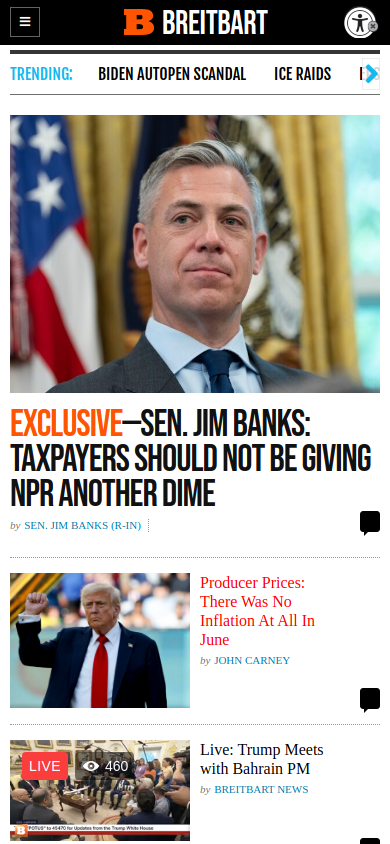 B BREITBART
TRENDING: BIDEN AUTOPEN SCANDAL ICE RAIDS
EXCLUSIVE—SEN. JIM BANKS:
TAXPAYERS SHOULD NOT BE GIVING
NPR ANOTHER DIME
by SEN. JIM BANKS (R-IN)
Producer Prices:
There Was No
Inflation At All In
June
by JOHN CARNEY
LIVE 460
Live: Trump Meets
with Bahrain PM
by BREITBART NEWS
"POTUS" to 45470 for Updates from the Trump White House